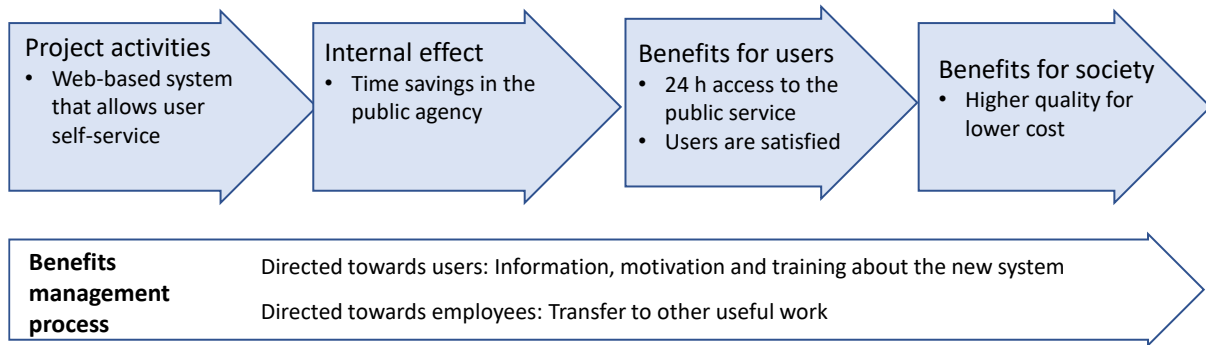 Project activities
• Web-based system
that allows user
self-service
Internal effect
• Time savings in the
public agency
Benefits for users
• 24 h access to the
public service
• Users are satisfied
Benefits for society
• Higher quality for
lower cost
Benefits
management
process
Directed towards users: Information, motivation and training about the new system
Directed towards employees: Transfer to other useful work